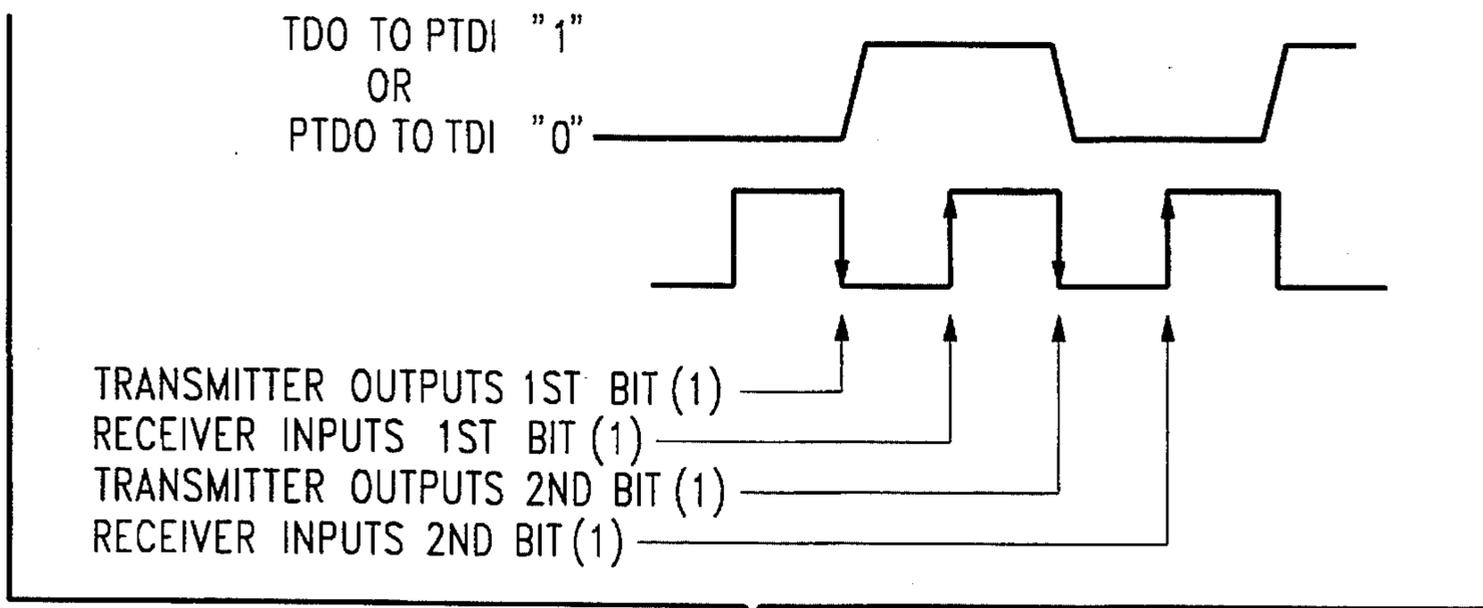 TDO TO PTDI "1"
OR
PTDO TO TDI "0"
TRANSMITTER OUTPUTS 1ST BIT (1)
RECEIVER INPUTS 1ST BIT (1)
TRANSMITTER OUTPUTS 2ND BIT (1)
RECEIVER INPUTS 2ND BIT (1)